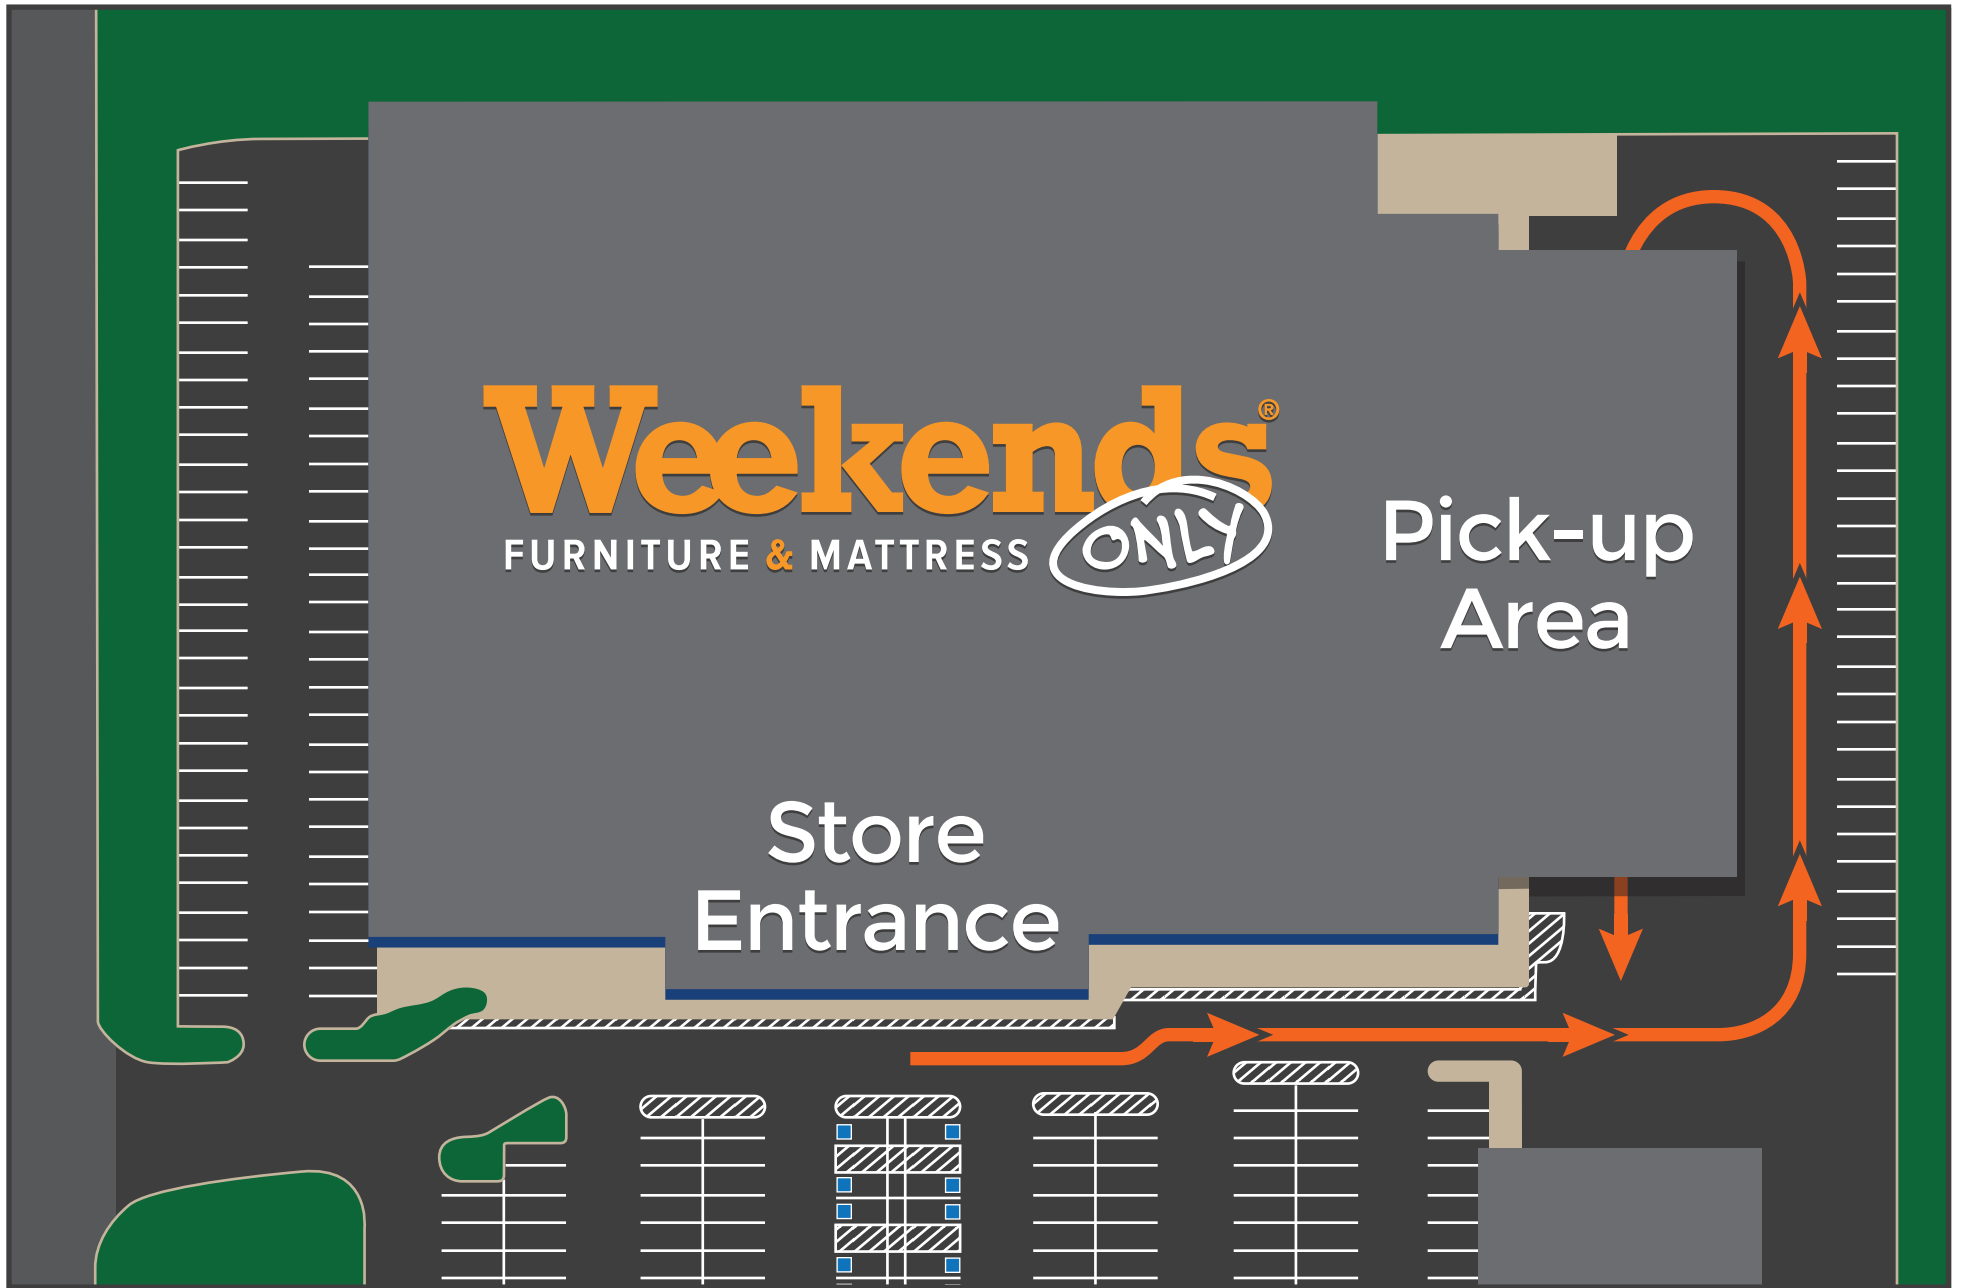 Weekends®
FURNITURE & MATTRESS ONLY
Pick-up
Area
Store
Entrance